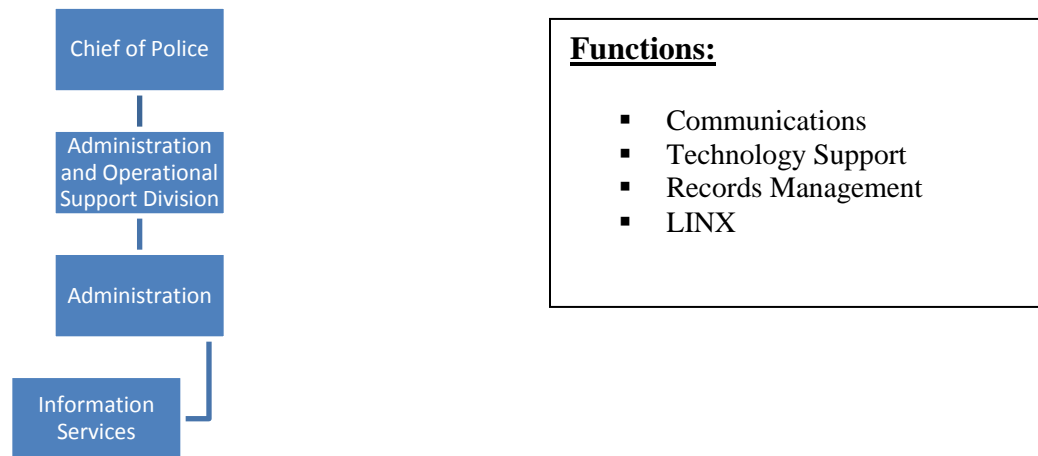 Chief of Police
Administration
and Operational
Support Division
Administration
Information
Services
Functions:
▪ Communications
▪ Technology Support
▪ Records Management
▪ LINX